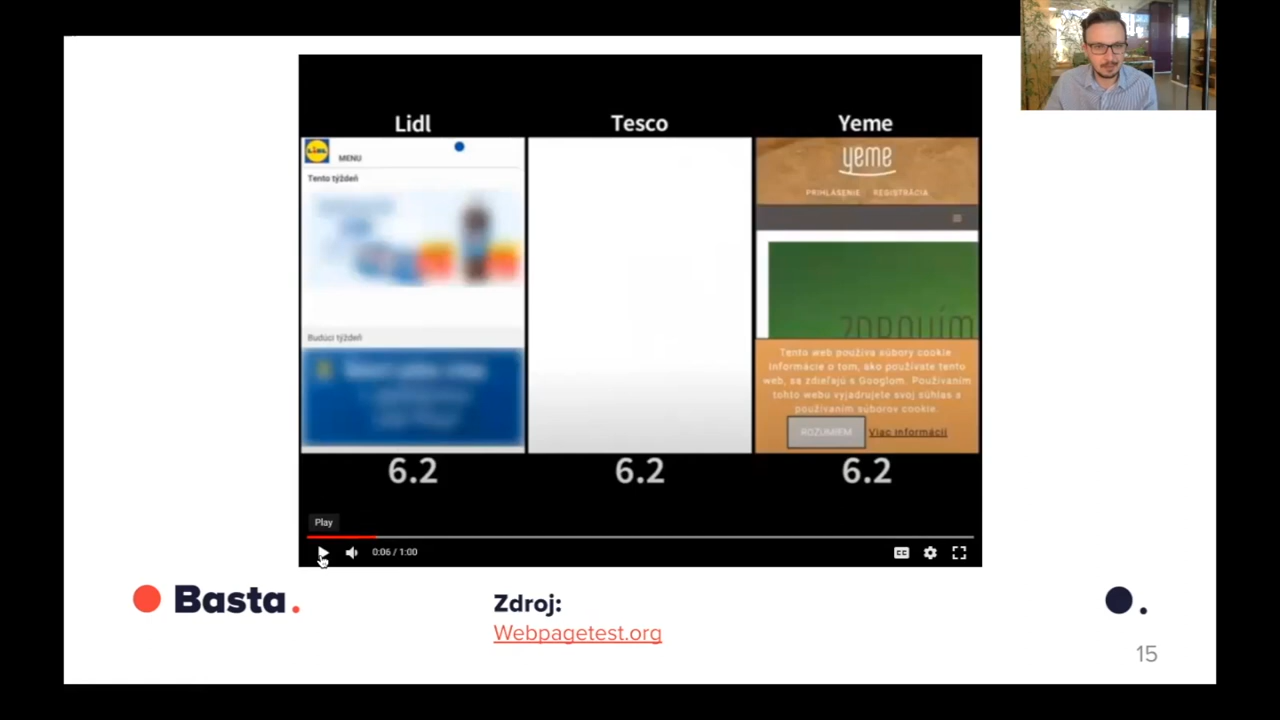 Lidl
Tesco
Yeme
LIDL
MENU
Tento týždeň
Budúci týždeň
yeme
PRIHLÁSENIE REGISTRÁCIA
Tento web používa súbory cookie
Informácie o tom, ako používate tento
web, sa zdieľajú s Googlom. Používaním
tohto webu vyjadrujete svoj súhlas s
používaním súborov cookie.
ROZUMIEM Viac informácií
6.2
6.2
6.2
Play
0:06 / 1:00
CC
Basta.
Zdroj:
Webpagetest.org
15